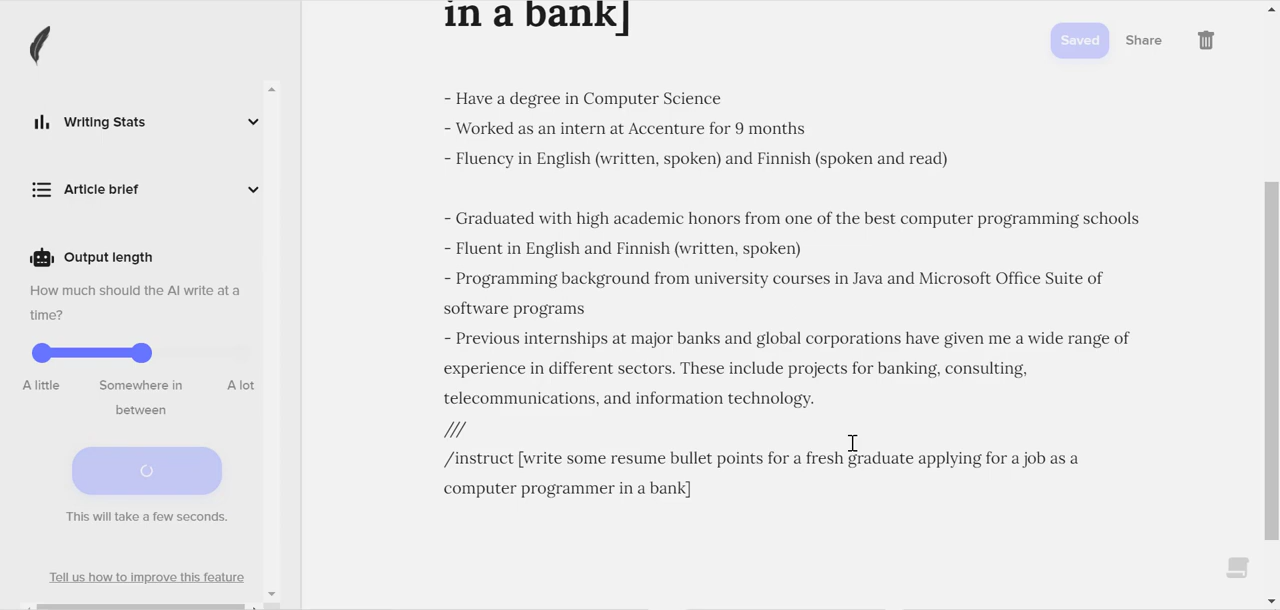 in a bank]
Saved
Share
Writing Stats
Article brief
Output length
How much should the AI write at a
time?
A little
Somewhere in
between
A lot
This will take a few seconds.
Tell us how to improve this feature
- Have a degree in Computer Science
- Worked as an intern at Accenture for 9 months
- Fluency in English (written, spoken) and Finnish (spoken and read)
- Graduated with high academic honors from one of the best computer programming schools
- Fluent in English and Finnish (written, spoken)
- Programming background from university courses in Java and Microsoft Office Suite of
software programs
- Previous internships at major banks and global corporations have given me a wide range of
experience in different sectors. These include projects for banking, consulting,
telecommunications, and information technology.
///
/instruct [write some resume bullet points for a fresh graduate applying for a job as a
computer programmer in a bank]